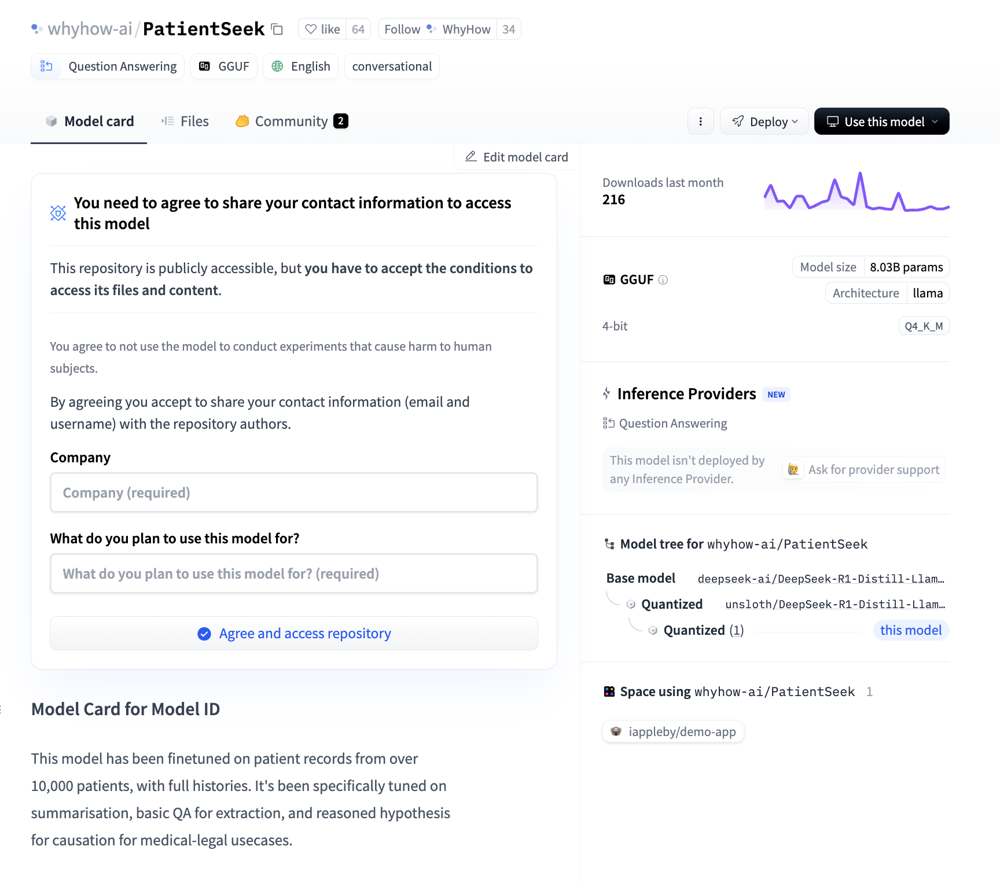 whyhow-ai/PatientSeek like 64 Follow WhyHow 34
Question Answering GGUF English conversational
Model card Files Community 2 Deploy Use this model
Edit model card
You need to agree to share your contact information to access
this model
This repository is publicly accessible, but you have to accept the conditions to
access its files and content.
You agree to not use the model to conduct experiments that cause harm to human
subjects.
By agreeing you accept to share your contact information (email and
username) with the repository authors.
Company
Company (required)
What do you plan to use this model for?
What do you plan to use this model for? (required)
Agree and access repository
Model Card for Model ID
This model has been finetuned on patient records from over
10,000 patients, with full histories. It's been specifically tuned on
summarisation, basic QA for extraction, and reasoned hypothesis
for causation for medical-legal usecases.
Downloads last month
216
GGUF
Model size 8.03B params
Architecture llama
4-bit Q4_K_M
Inference Providers NEW
Question Answering
This model isn't deployed by
any Inference Provider.
Ask for provider support
Model tree for whyhow-ai/PatientSeek
Base model deepseek-ai/DeepSeek-R1-Distill-Llam…
Quantized unsloth/DeepSeek-R1-Distill-Llam…
Quantized (1) this model
Space using whyhow-ai/PatientSeek 1
iappleby/demo-app